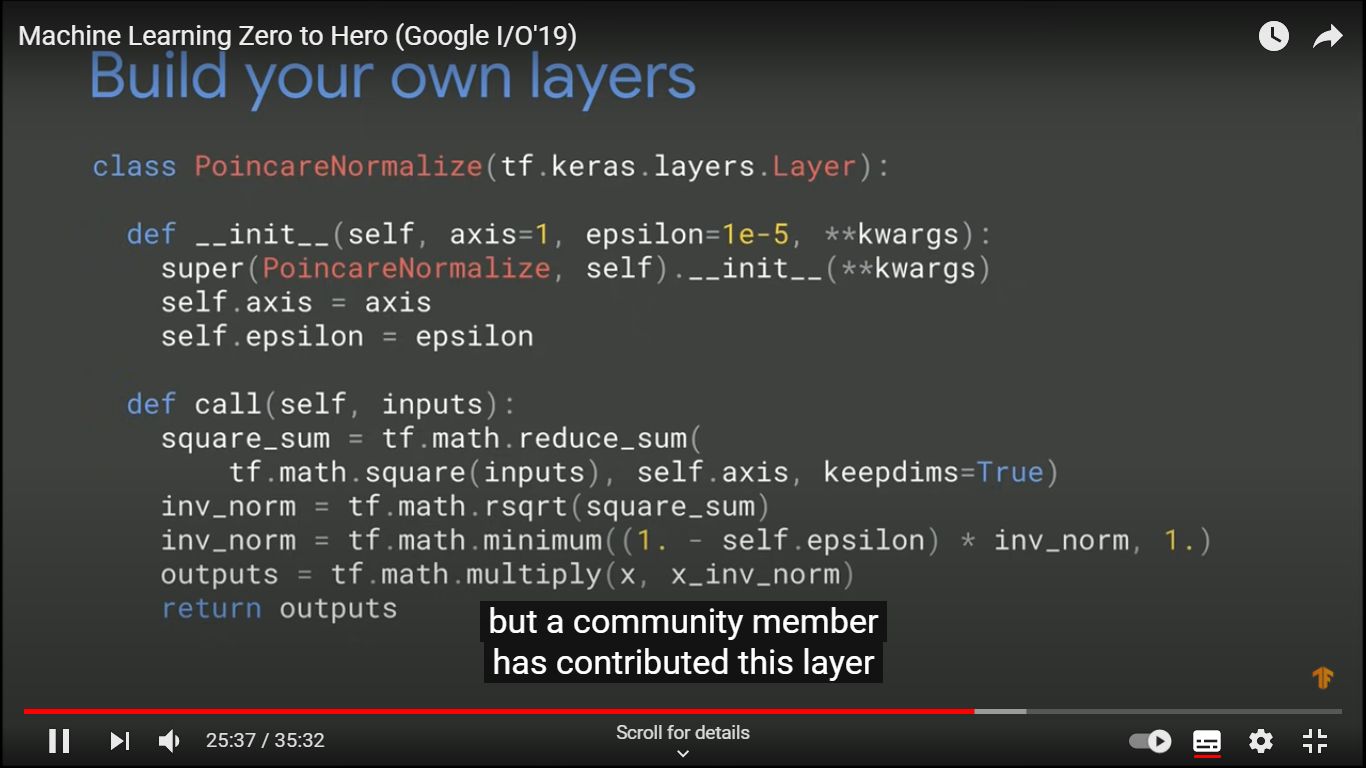 Machine Learning Zero to Hero (Google I/O'19)
Build your own layers
class PoincareNormalize(tf.keras.layers.Layer):
def __init__(self, axis=1, epsilon=1e-5, **kwargs):
super(PoincareNormalize, self).__init__(**kwargs)
self.axis = axis
self.epsilon = epsilon
def call(self, inputs):
square_sum = tf.math.reduce_sum(
tf.math.square(inputs), self.axis, keepdims=True)
inv_norm = tf.math.rsqrt(square_sum)
inv_norm = tf.math.minimum((1. - self.epsilon) * inv_norm, 1.)
outputs = tf.math.multiply(x, x_inv_norm)
return outputs
but a community member
has contributed this layer
25:37 / 35:32
Scroll for details